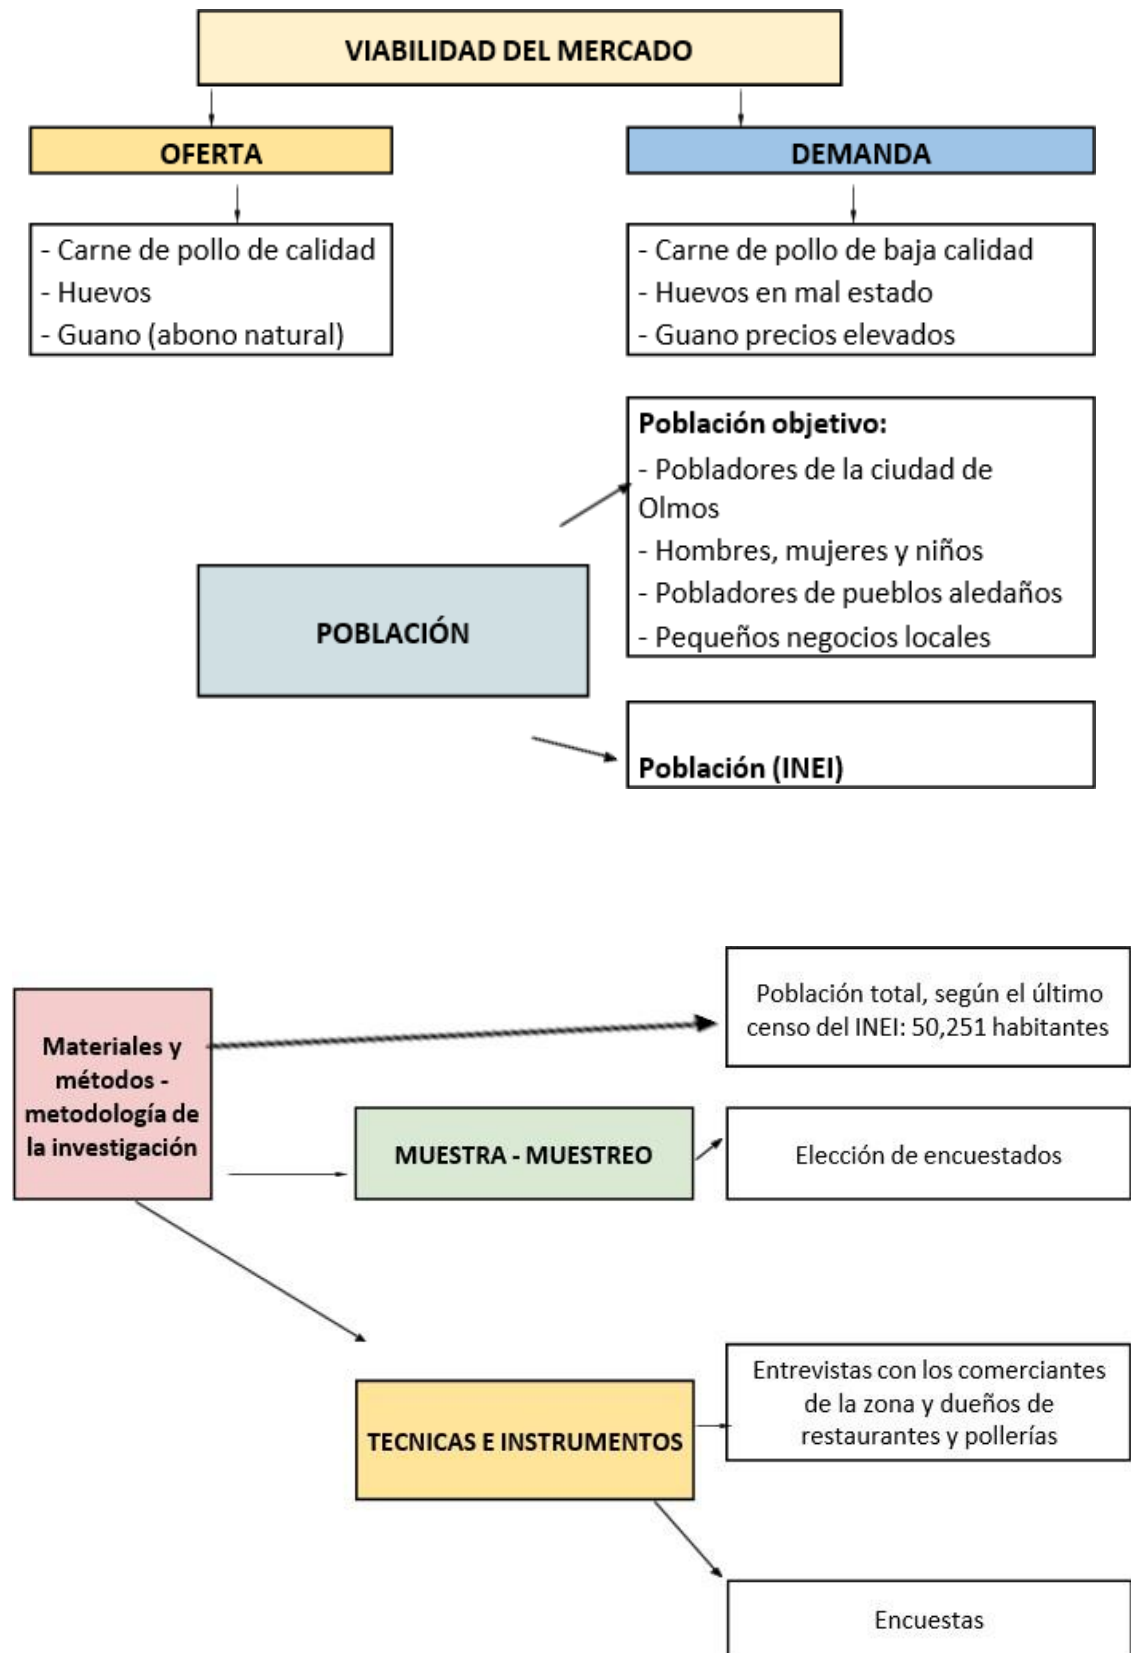 VIABILIDAD DEL MERCADO
OFERTA
- Carne de pollo de calidad
- Huevos
- Guano (abono natural)
DEMANDA
- Carne de pollo de baja calidad
- Huevos en mal estado
- Guano precios elevados
POBLACIÓN
Población objetivo:
- Pobladores de la ciudad de
Olmos
- Hombres, mujeres y niños
- Pobladores de pueblos aledaños
- Pequeños negocios locales
Población (INEI)
Materiales y
métodos -
metodología de
la investigación
Población total, según el último
censo del INEI: 50,251 habitantes
MUESTRA - MUESTREO
Elección de encuestados
TECNICAS E INSTRUMENTOS
Entrevistas con los comerciantes
de la zona y dueños de
restaurantes y pollerías
Encuestas